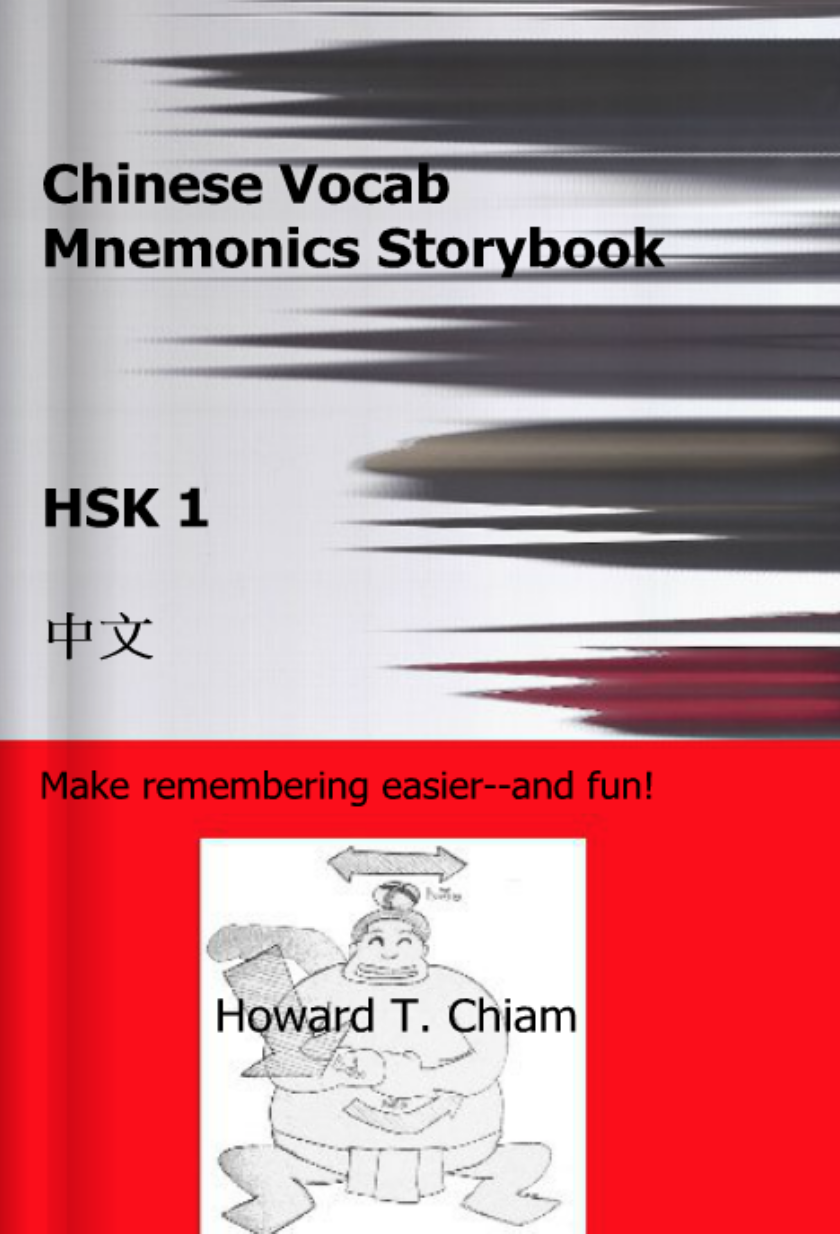 Chinese Vocab
Mnemonics Storybook
HSK 1
中文
Make remembering easier--and fun!
Howard T. Chiam